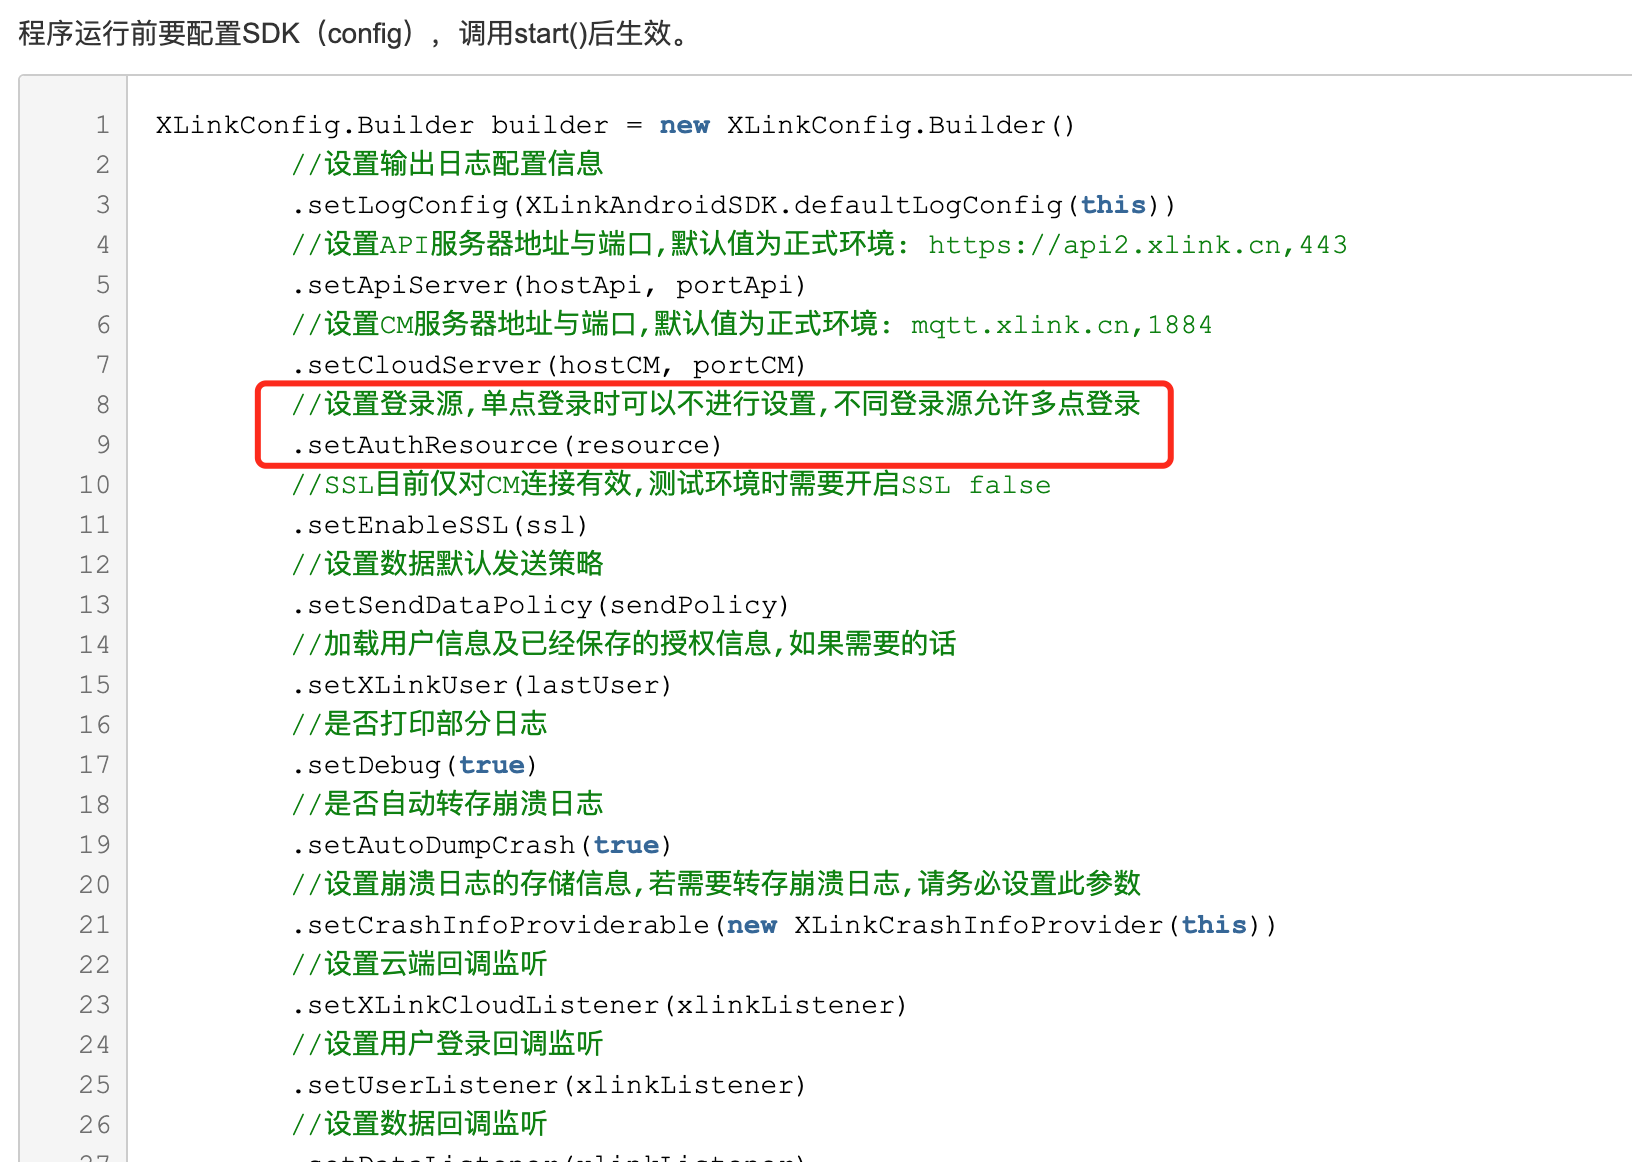 程序运行前要配置SDK（config），调用start()后生效。
1 XLinkConfig.Builder builder = new XLinkConfig.Builder()
2 //设置输出日志配置信息
3 .setLogConfig(XLinkAndroidSDK.defaultLogConfig(this))
4 //设置API服务器地址与端口,默认值为正式环境: https://api2.xlink.cn,443
5 .setApiServer(hostApi, portApi)
6 //设置CM服务器地址与端口,默认值为正式环境: mqtt.xlink.cn,1884
7 .setCloudServer(hostCM, portCM)
8 //设置登录源,单点登录时可以不进行设置,不同登录源允许多点登录
9 .setAuthResource(resource)
10 //SSL目前仅对CM连接有效,测试环境时需要开启SSL false
11 .setEnableSSL(ssl)
12 //设置数据默认发送策略
13 .setSendDataPolicy(sendPolicy)
14 //加载用户信息及已经保存的授权信息,如果需要的话
15 .setXLinkUser(lastUser)
16 //是否打印部分日志
17 .setDebug(true)
18 //是否自动转存崩溃日志
19 .setAutoDumpCrash(true)
20 //设置崩溃日志的存储信息,若需要转存崩溃日志,请务必设置此参数
21 .setCrashInfoProviderable(new XLinkCrashInfoProvider(this))
22 //设置云端回调监听
23 .setXLinkCloudListener(xlinkListener)
24 //设置用户登录回调监听
25 .setUserListener(xlinkListener)
26 //设置数据回调监听
27 .setDataListener(xlinkListener)